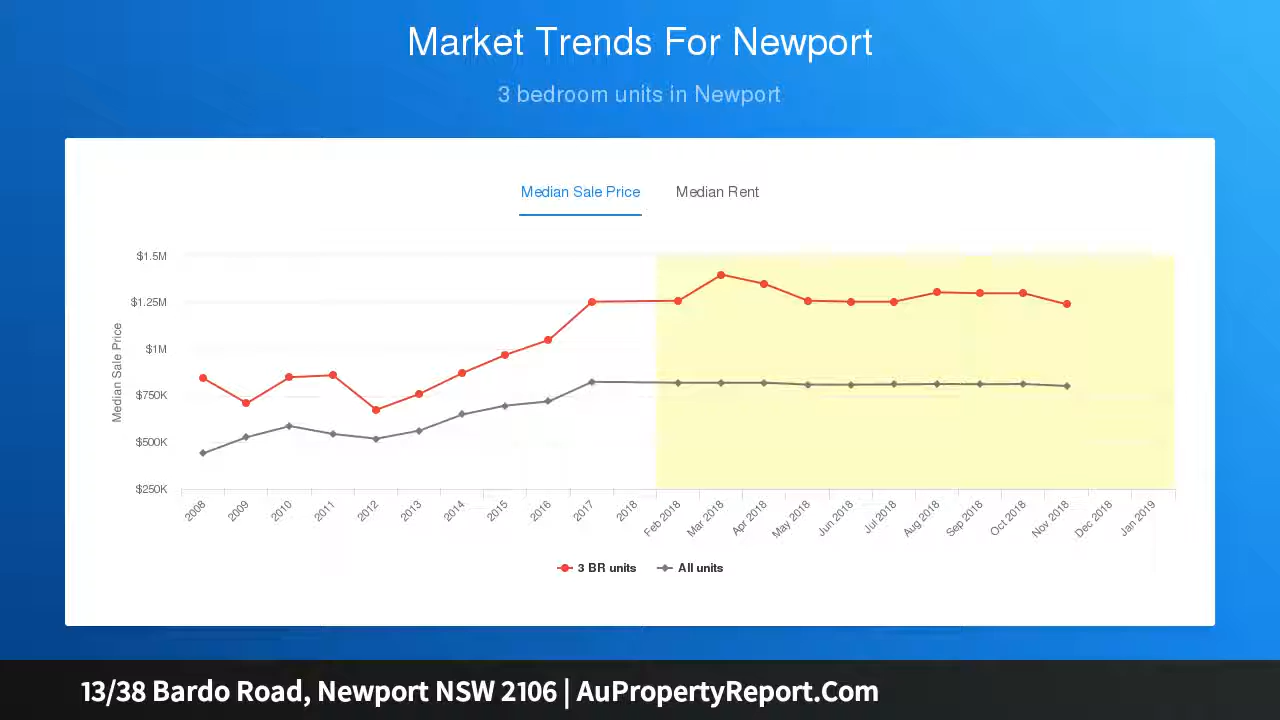 Market Trends For Newport
3 bedroom units in Newport
Median Sale Price Median Rent
$1.5M
$1.25M
$1M
$750K
$500K
$250K
Median Sale Price
2008 2009 2010 2011 2012 2013 2014 2015 2016 2017 2018 Feb 2018 Mar 2018 Apr 2018 May 2018 Jun 2018 Jul 2018 Aug 2018 Sep 2018 Oct 2018 Nov 2018 Dec 2018 Jan 2019
3 BR units All units
13/38 Bardo Road, Newport NSW 2106 | AuPropertyReport.Com